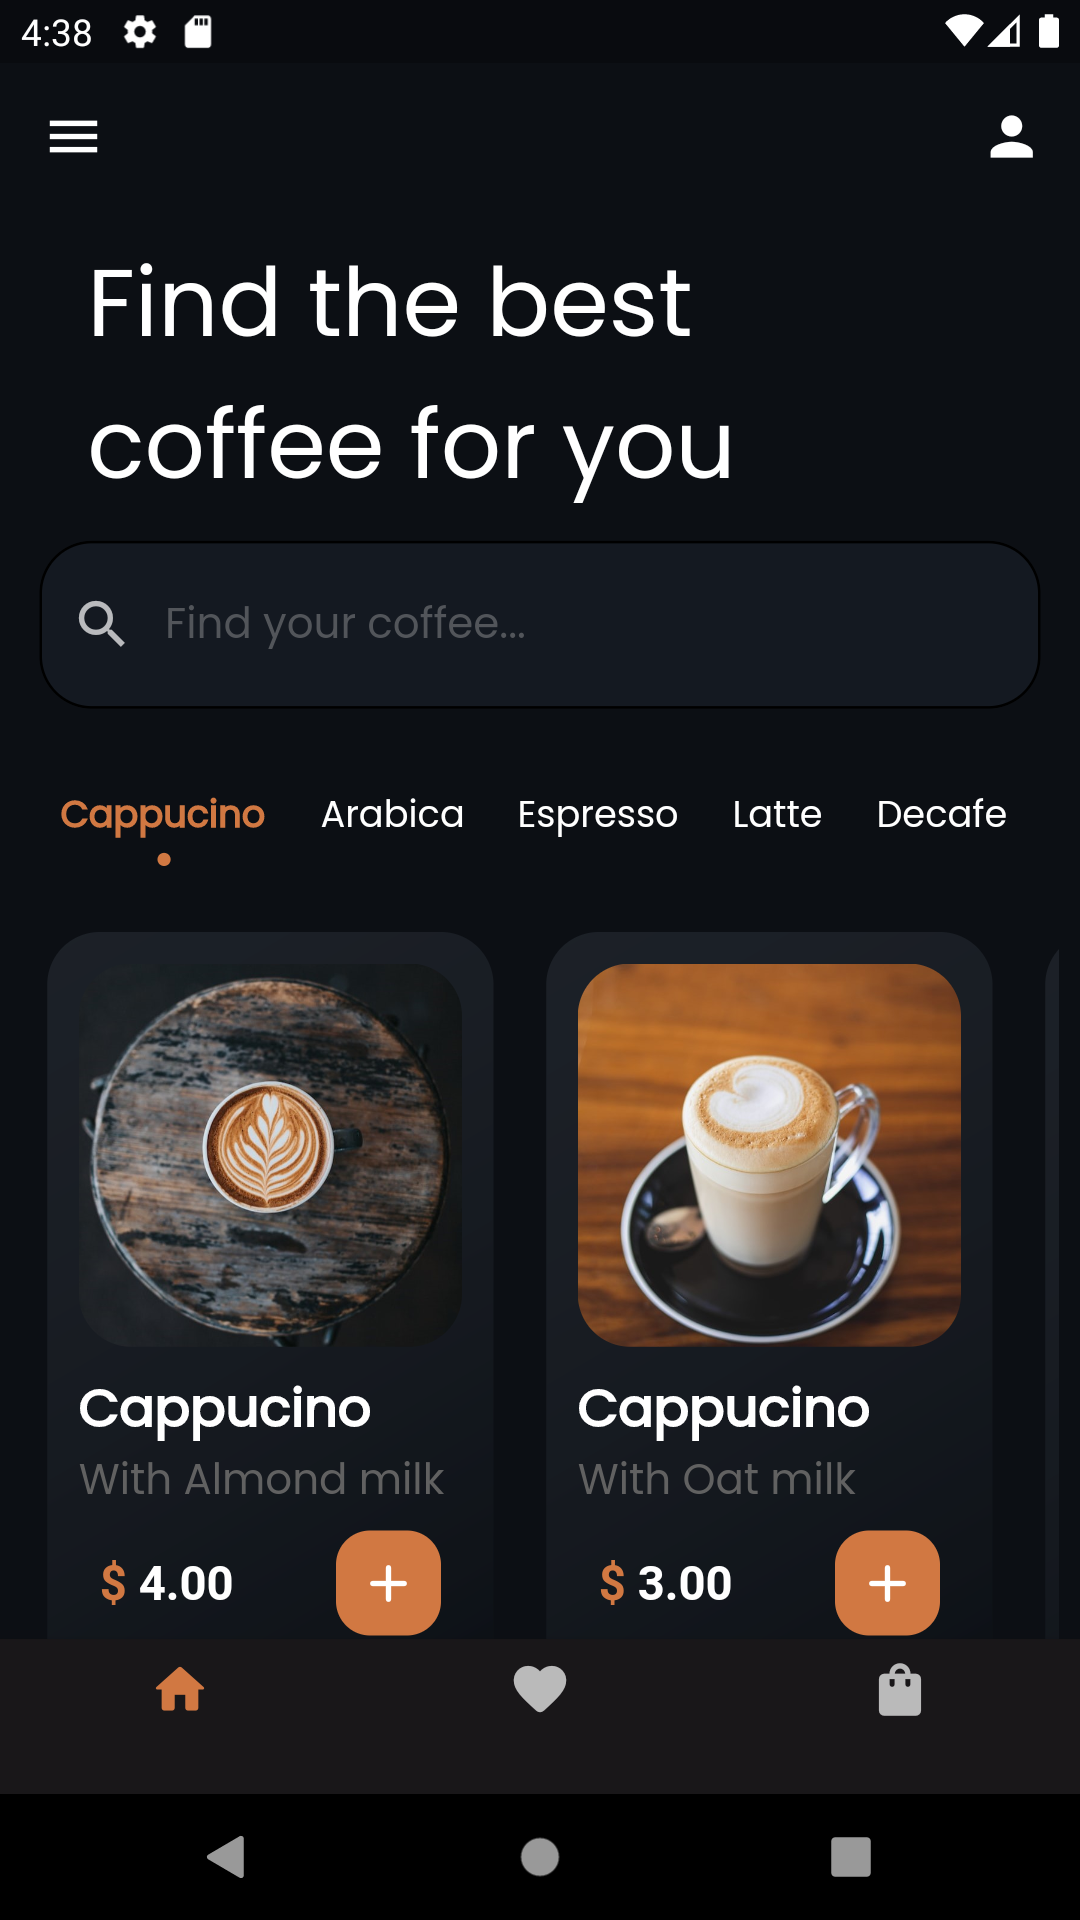 4:38
Find the best
coffee for you
Find your coffee...
Cappucino Arabica Espresso Latte Decafe
Cappucino Cappucino
With Almond milk With Oat milk
$ 4.00 $ 3.00